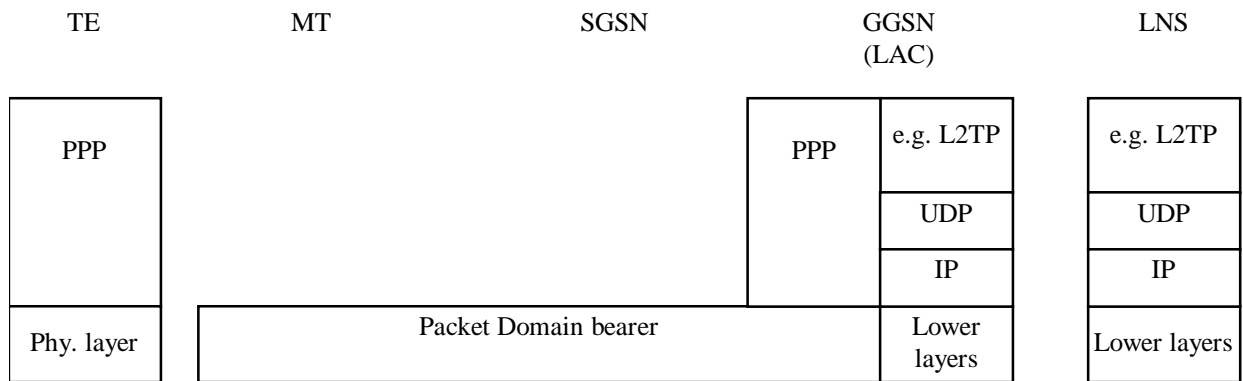 TE MT SGSN GGSN LNS
(LAC)
PPP PPP e.g. L2TP e.g. L2TP
UDP UDP
IP IP
Phy. layer Packet Domain bearer Lower layers Lower layers